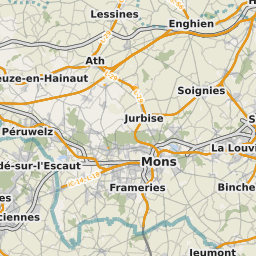 Lessines
Enghien
Ath
euze-en-Hainaut
Soignies
Jurbise
Péruwelz
La Louvi
Mons
dé-sur-l'Escaut
Frameries
Binche
ciennes
Jeumont